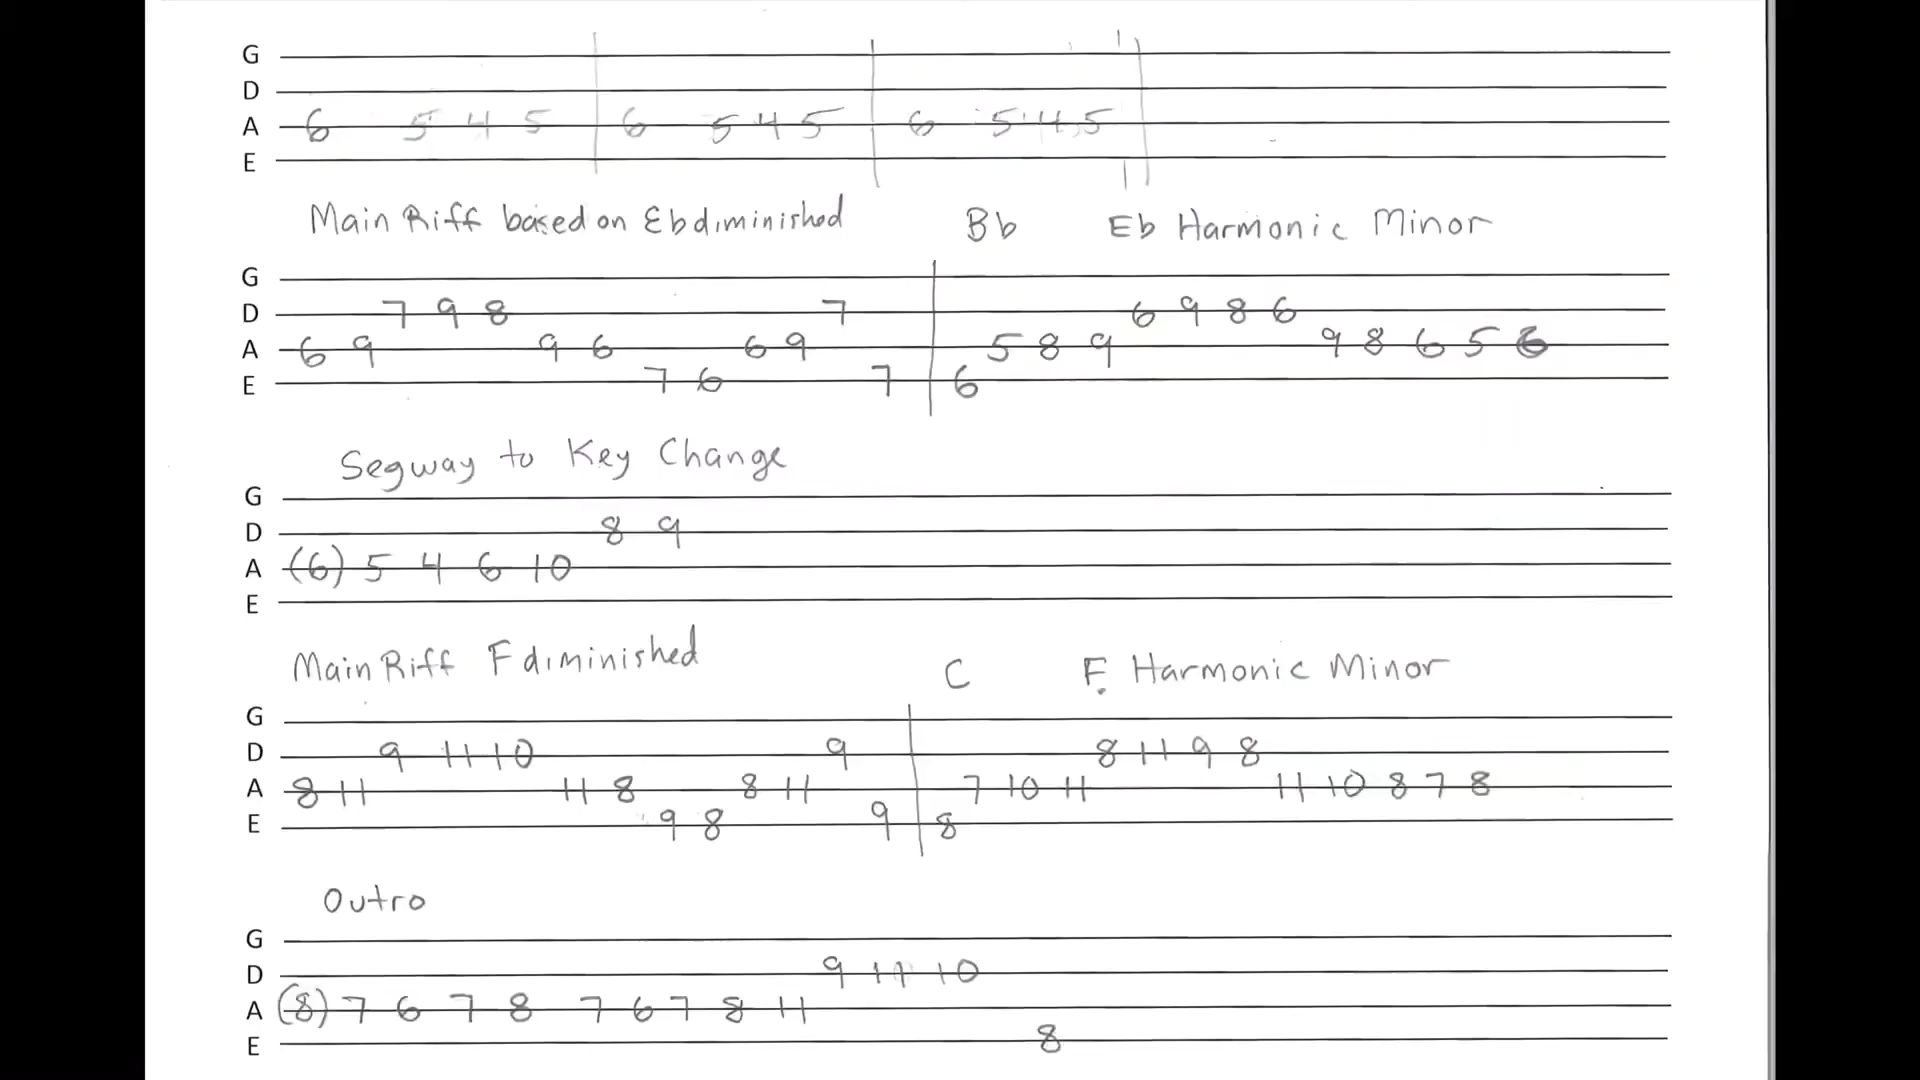 G
D
A 6 5 4 5 6 5 4 5 6 5 4 5
E
Main Riff based on Ebdiminished Bb Eb Harmonic Minor
G
D 7 9 8 7 6 9 8 6
A 6 9 9 6 6 9 5 8 9 9 8 6 5 6
E 7 6 7 6
Segway to Key Change
G
D 8 9
A (6) 5 4 6 10
E
Main Riff F diminished C F Harmonic Minor
G
D 9 11 10 9 8 11 9 8
A 8 11 11 8 8 11 7 10 11 11 10 8 7 8
E 9 8 9 8
Outro
G
D 9 11 10
A (8) 7 6 7 8 7 6 7 8 11
E 8